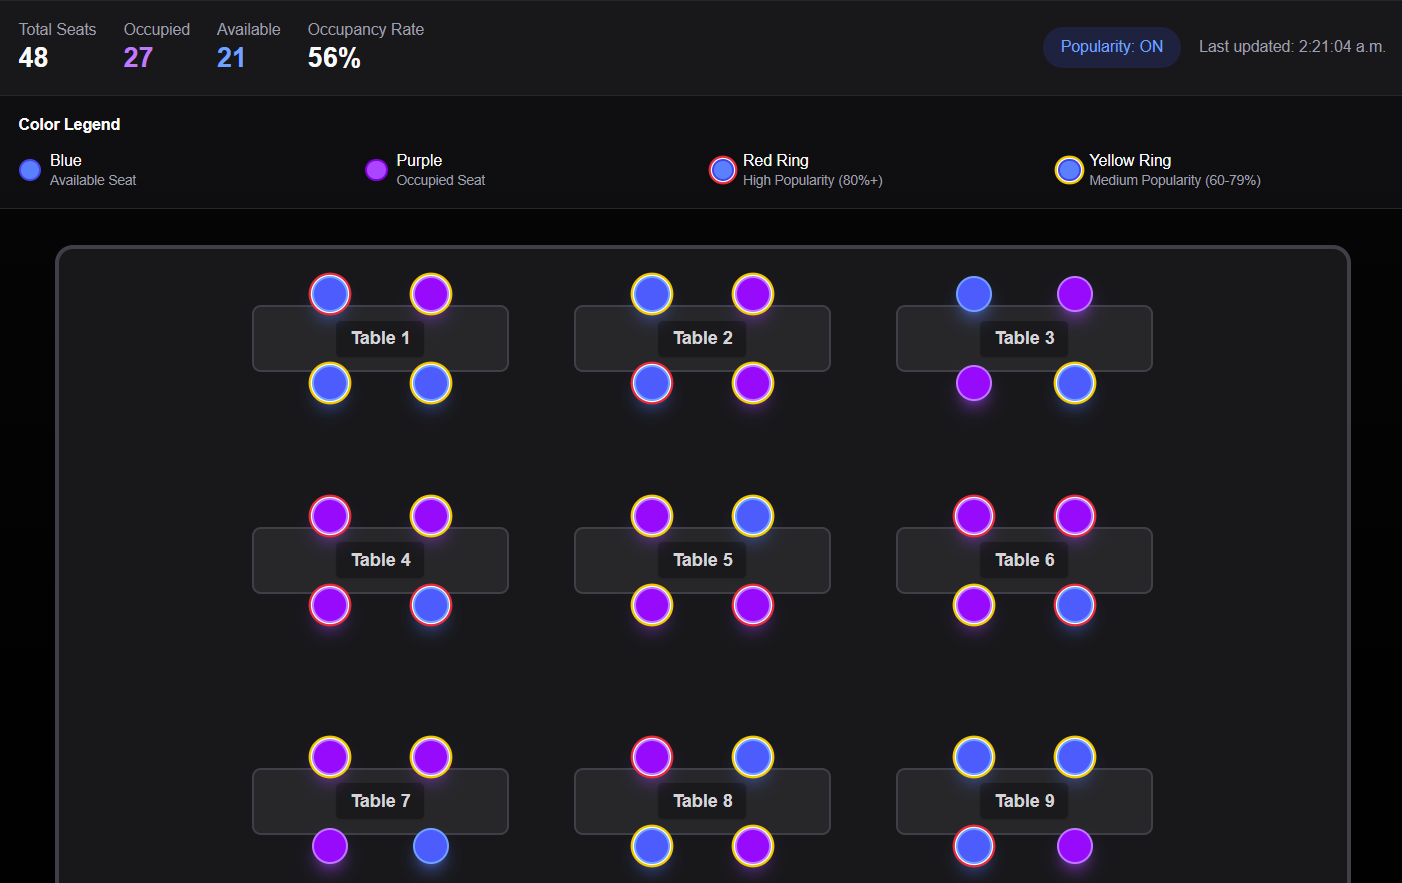 Total Seats
48
Occupied
27
Available
21
Occupancy Rate
56%
Popularity: ON
Last updated: 2:21:04 a.m.
Color Legend
Blue
Available Seat
Purple
Occupied Seat
Red Ring
High Popularity (80%+)
Yellow Ring
Medium Popularity (60-79%)
Table 1
Table 2
Table 3
Table 4
Table 5
Table 6
Table 7
Table 8
Table 9